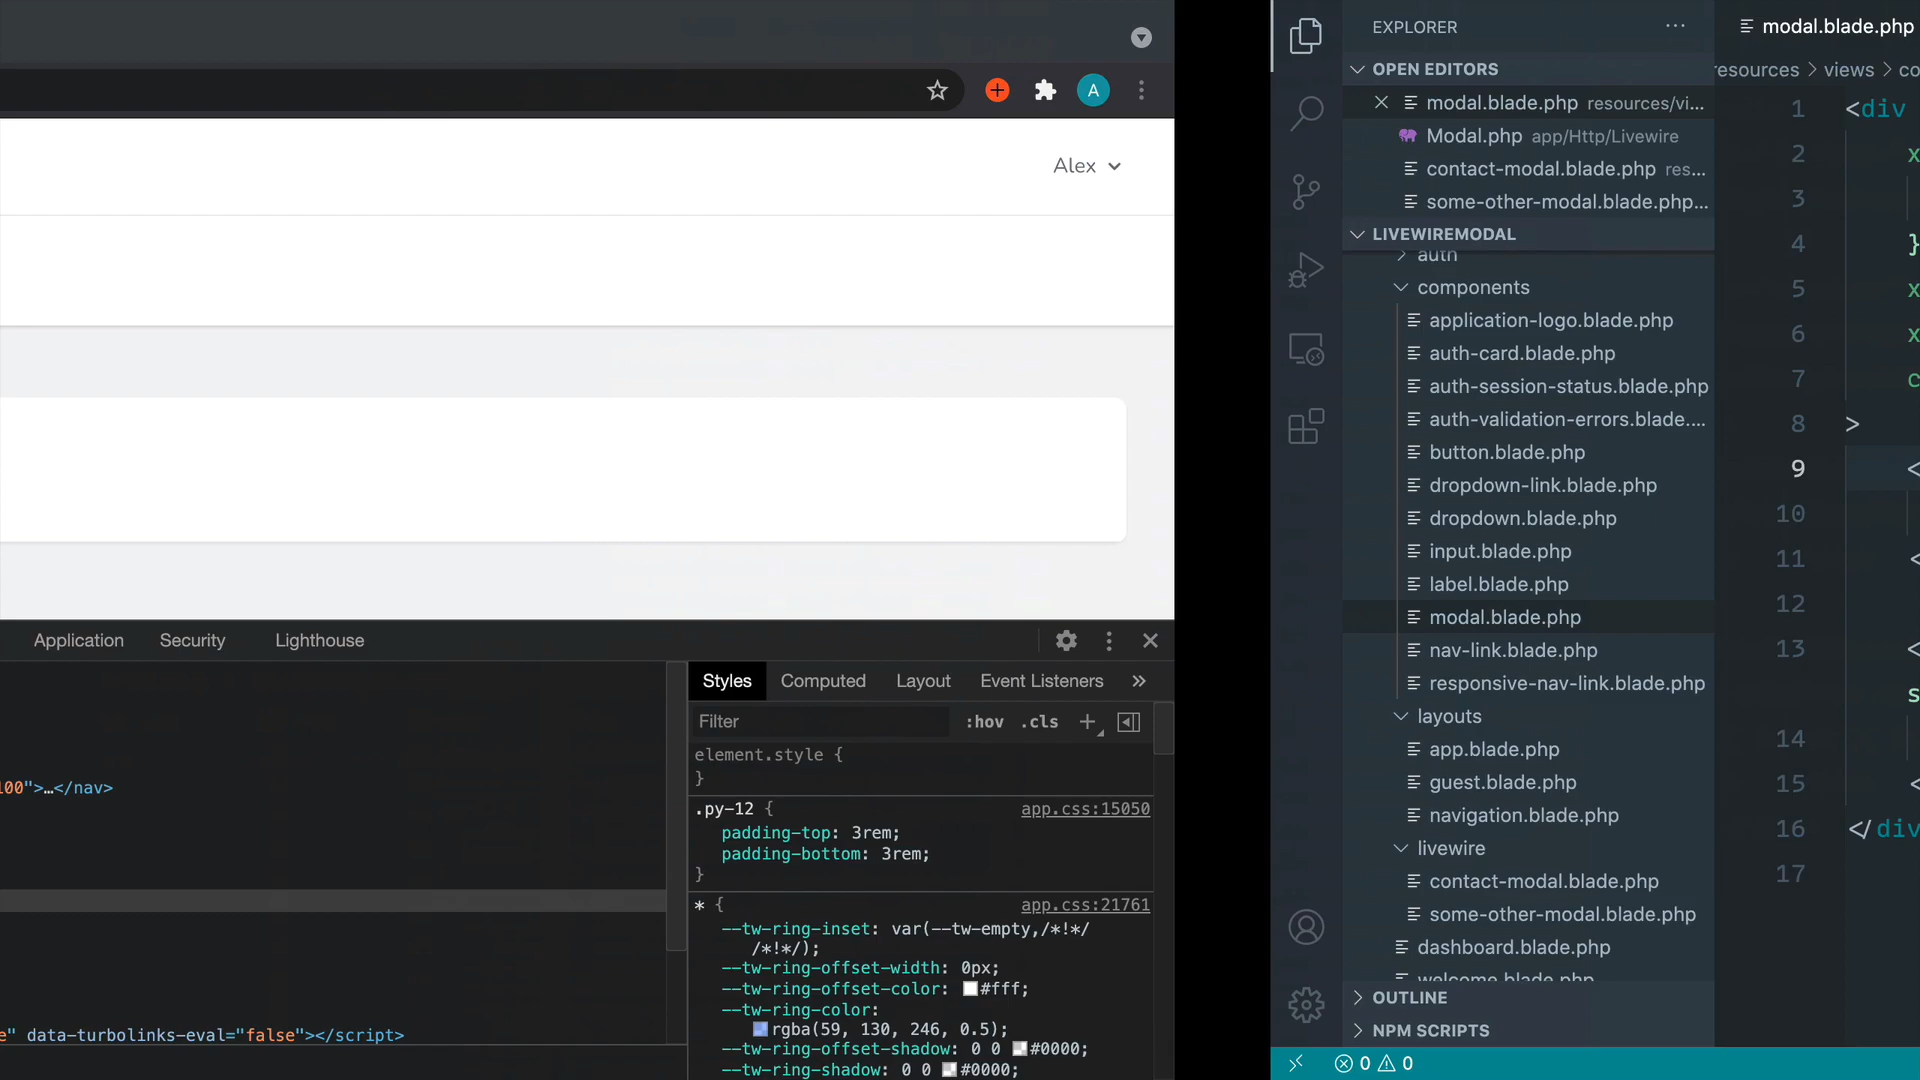 A
Alex
Application
Security
Lighthouse
Styles
Computed
Layout
Event Listeners
»
Filter
:hov
.cls
element.style {
}
.py-12 {
app.css:15050
padding-top: 3rem;
padding-bottom: 3rem;
}
* {
app.css:21761
--tw-ring-inset: var(--tw-empty,/*!*/
/*!*/);
--tw-ring-offset-width: 0px;
--tw-ring-offset-color: #fff;
--tw-ring-color:
rgba(59, 130, 246, 0.5);
--tw-ring-offset-shadow: 0 0 #0000;
--tw-ring-shadow: 0 0 #0000;
100">…</nav>
e" data-turbolinks-eval="false"></script>
EXPLORER
OPEN EDITORS
modal.blade.php resources/vi...
Modal.php app/Http/Livewire
contact-modal.blade.php res...
some-other-modal.blade.php...
LIVEWIREMODAL
auth
components
application-logo.blade.php
auth-card.blade.php
auth-session-status.blade.php
auth-validation-errors.blade....
button.blade.php
dropdown-link.blade.php
dropdown.blade.php
input.blade.php
label.blade.php
modal.blade.php
nav-link.blade.php
responsive-nav-link.blade.php
layouts
app.blade.php
guest.blade.php
navigation.blade.php
livewire
contact-modal.blade.php
some-other-modal.blade.php
dashboard.blade.php
welcome.blade.php
OUTLINE
NPM SCRIPTS
0 0
modal.blade.php
resources > views > co
1 <div
2 x
3
4 }
5 x
6 x
7 c
8 >
9 <
10
11 <
12
13 <
s
14
15 <
16 </div
17